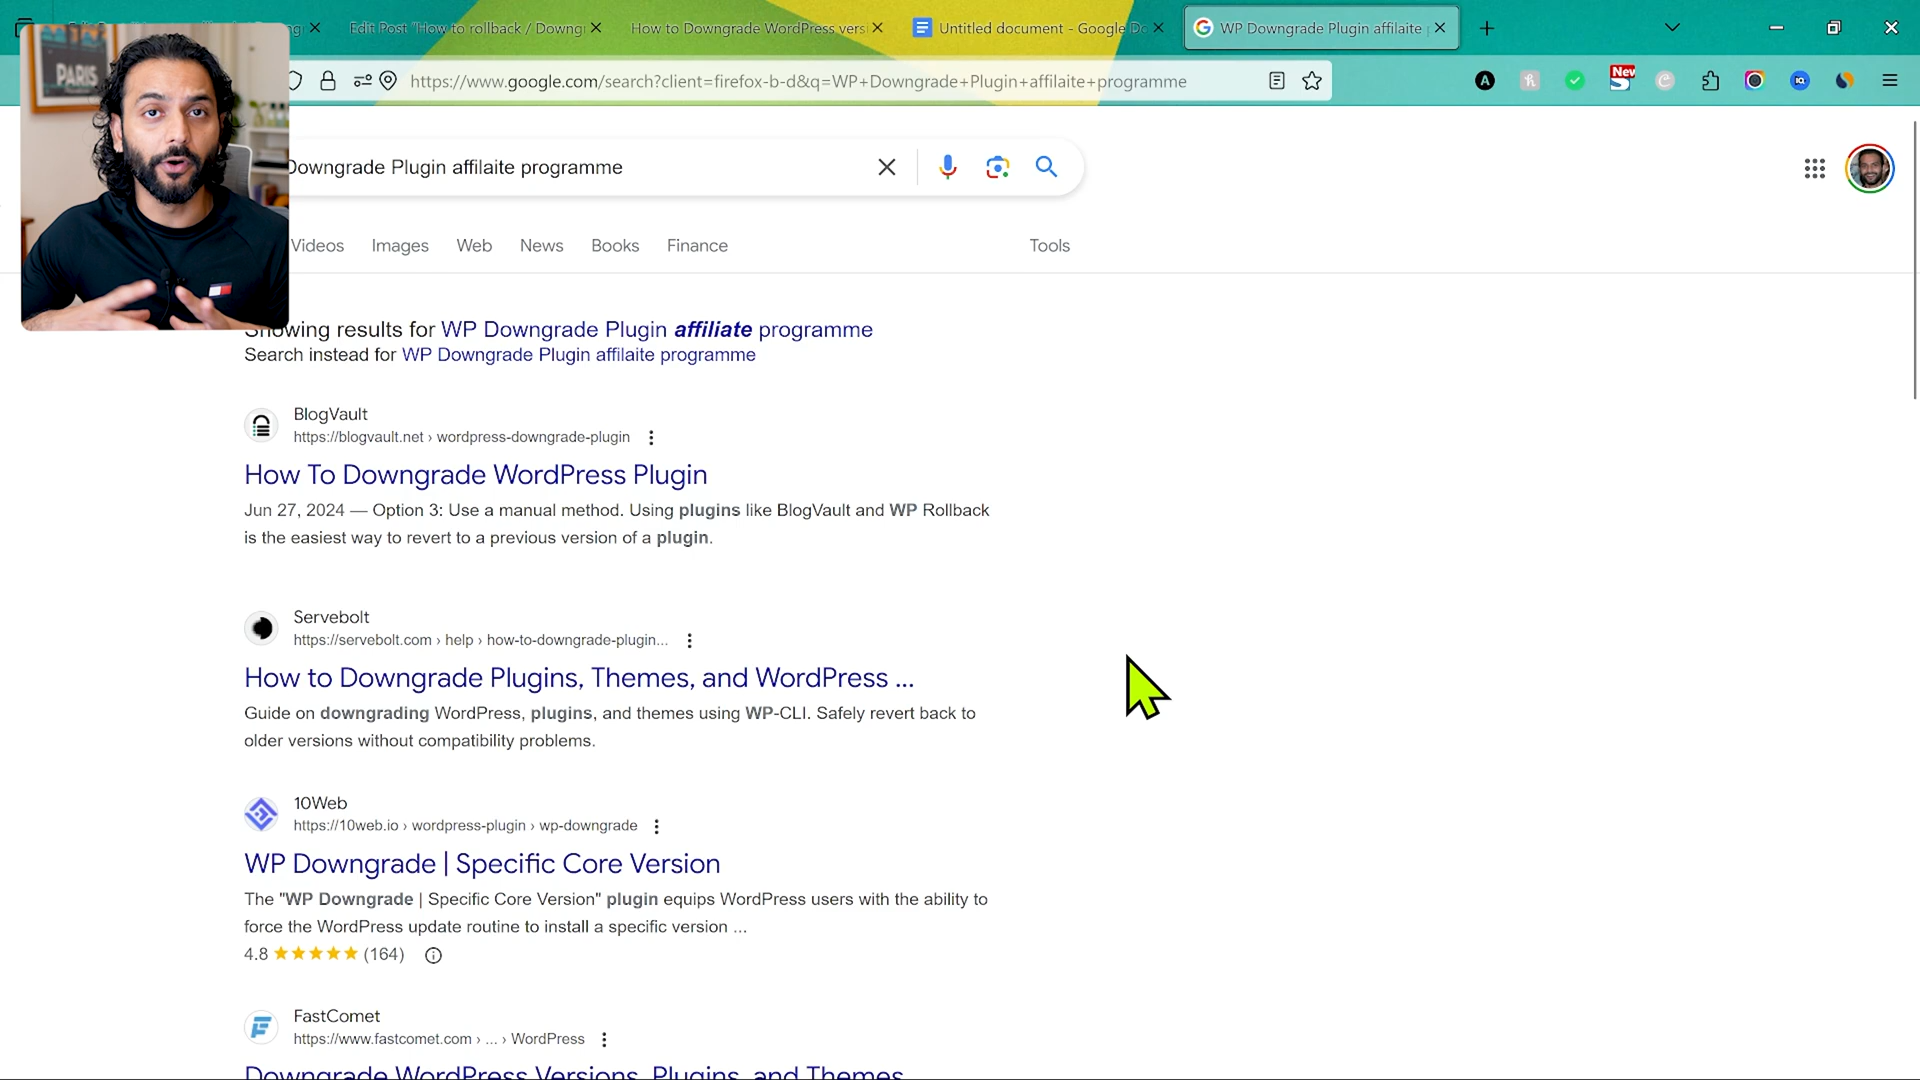 Edit Post "How to rollback / Downgr
How to Downgrade WordPress vers
Untitled document - Google Do
WP Downgrade Plugin affilaite
https://www.google.com/search?client=firefox-b-d&q=WP+Downgrade+Plugin+affilaite+programme
New
PARIS
Downgrade Plugin affilaite programme
Videos
Images
Web
News
Books
Finance
Tools
Showing results for WP Downgrade Plugin affiliate programme
Search instead for WP Downgrade Plugin affilaite programme
BlogVault
https://blogvault.net › wordpress-downgrade-plugin
How To Downgrade WordPress Plugin
Jun 27, 2024 — Option 3: Use a manual method. Using plugins like BlogVault and WP Rollback
is the easiest way to revert to a previous version of a plugin.
Servebolt
https://servebolt.com › help › how-to-downgrade-plugin...
How to Downgrade Plugins, Themes, and WordPress ...
Guide on downgrading WordPress, plugins, and themes using WP-CLI. Safely revert back to
older versions without compatibility problems.
10Web
https://10web.io › wordpress-plugin › wp-downgrade
WP Downgrade | Specific Core Version
The "WP Downgrade | Specific Core Version" plugin equips WordPress users with the ability to
force the WordPress update routine to install a specific version ...
4.8 ★★★★★ (164)
FastComet
https://www.fastcomet.com › ... › WordPress
Downgrade WordPress Versions, Plugins, and Themes